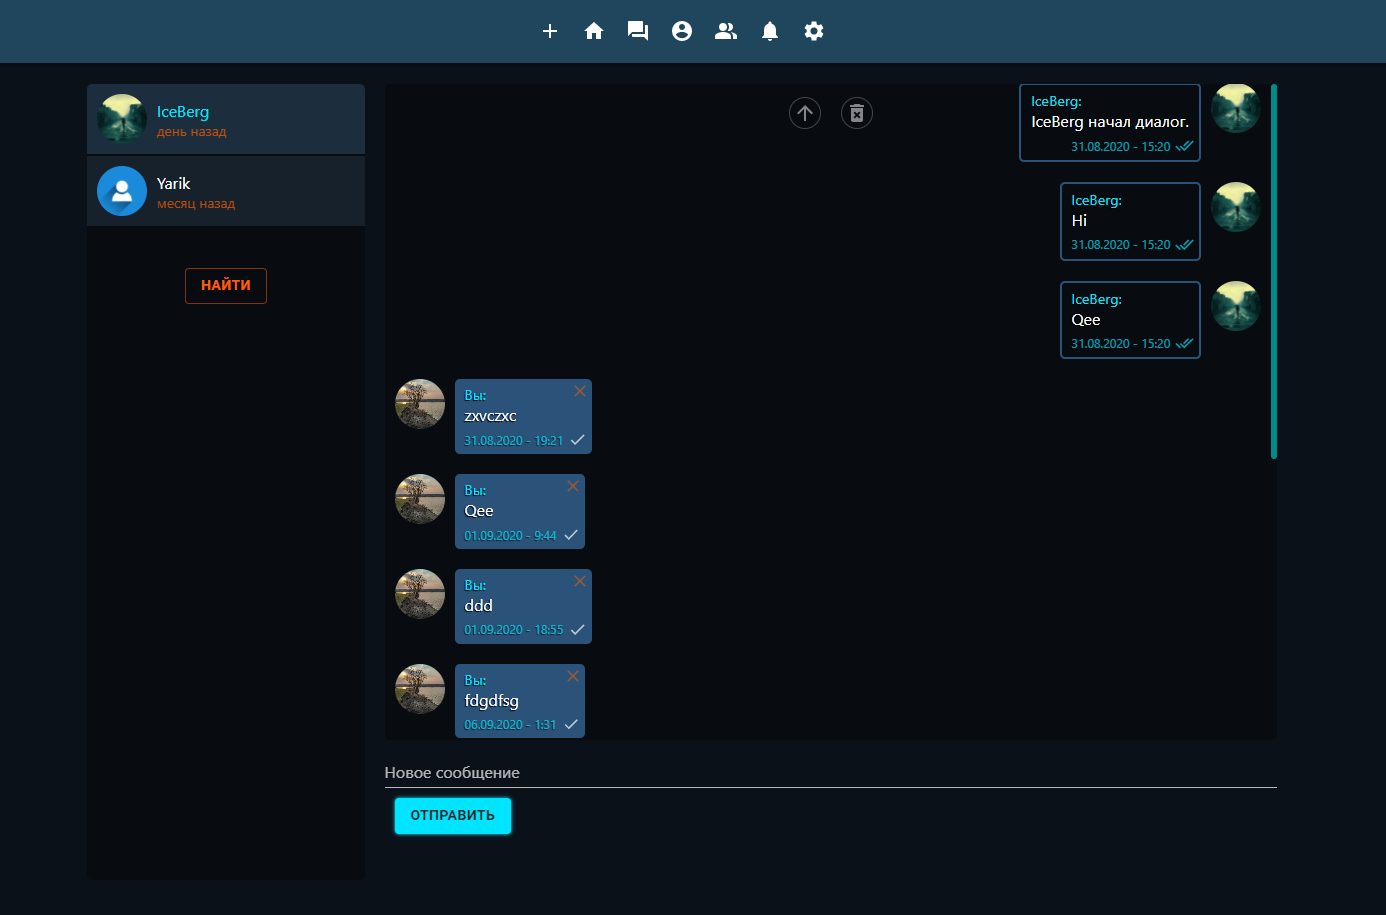 IceBerg
день назад
Yarik
месяц назад
НАЙТИ
IceBerg:
IceBerg начал диалог.
31.08.2020 - 15:20
IceBerg:
Hi
31.08.2020 - 15:20
IceBerg:
Qee
31.08.2020 - 15:20
Вы:
zxvczxc
31.08.2020 - 19:21
Вы:
Qee
01.09.2020 - 9:44
Вы:
ddd
01.09.2020 - 18:55
Вы:
fdgdfsg
06.09.2020 - 1:31
Новое сообщение
ОТПРАВИТЬ